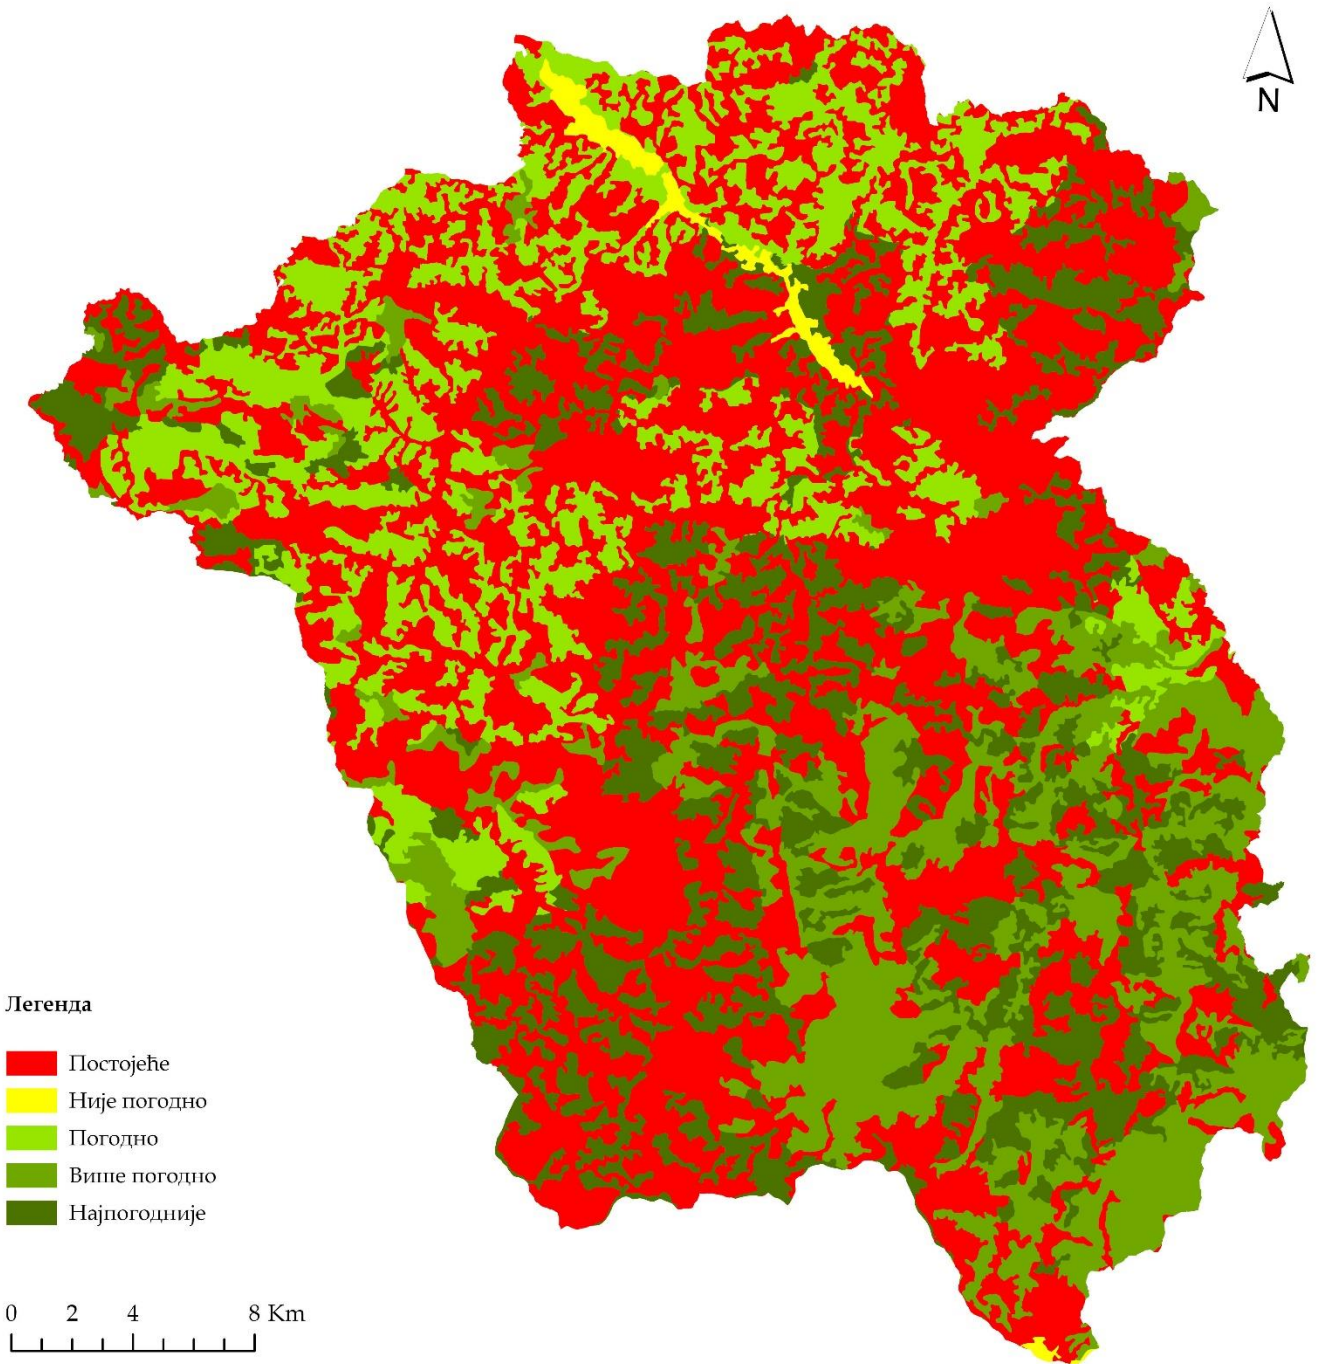 N
Легенда
Постојеће
Није погодно
Погодно
Више погодно
Најпогодније
0 2 4 8 Km